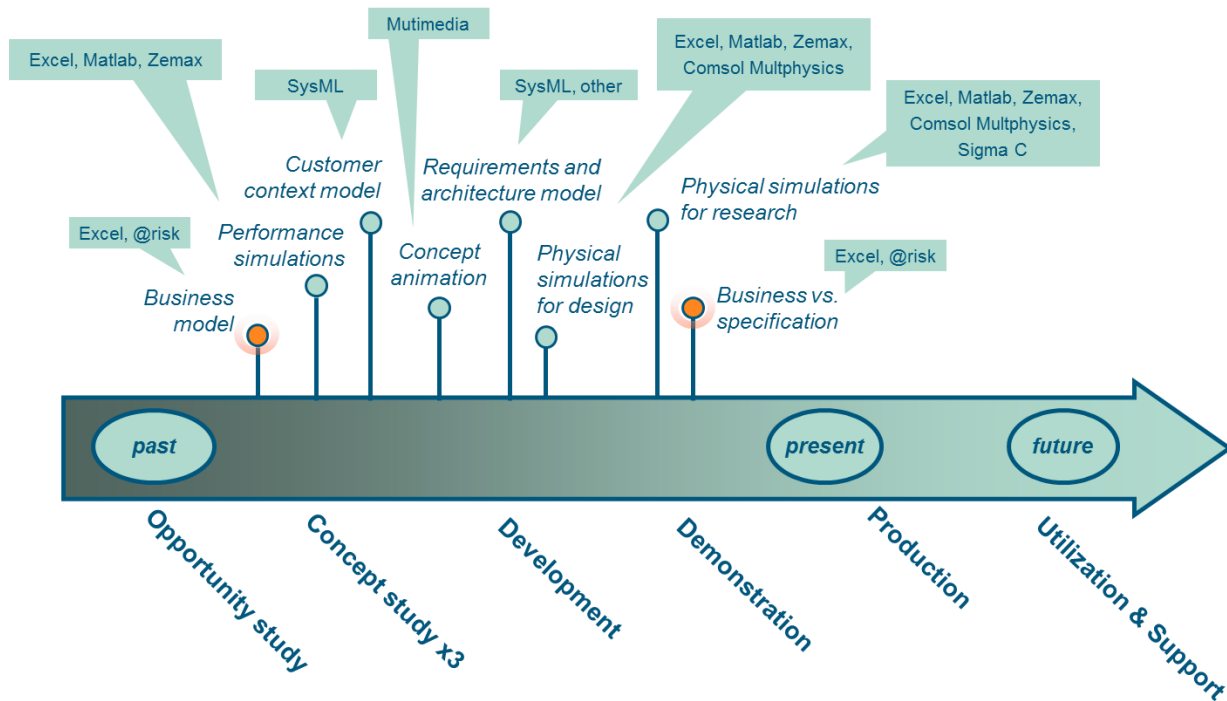 Mutimedia
Excel, Matlab, Zemax
SysML
SysML, other
Excel, Matlab, Zemax,
Comsol Multphysics
Excel, Matlab, Zemax,
Comsol Multphysics,
Sigma C
Customer
context model
Requirements and
architecture model
Physical simulations
for research
Excel, @risk
Performance
simulations
Concept
animation
Physical
simulations
for design
Excel, @risk
Business
model
Business vs.
specification
past
present
future
Opportunity study
Concept study x3
Development
Demonstration
Production
Utilization & Support